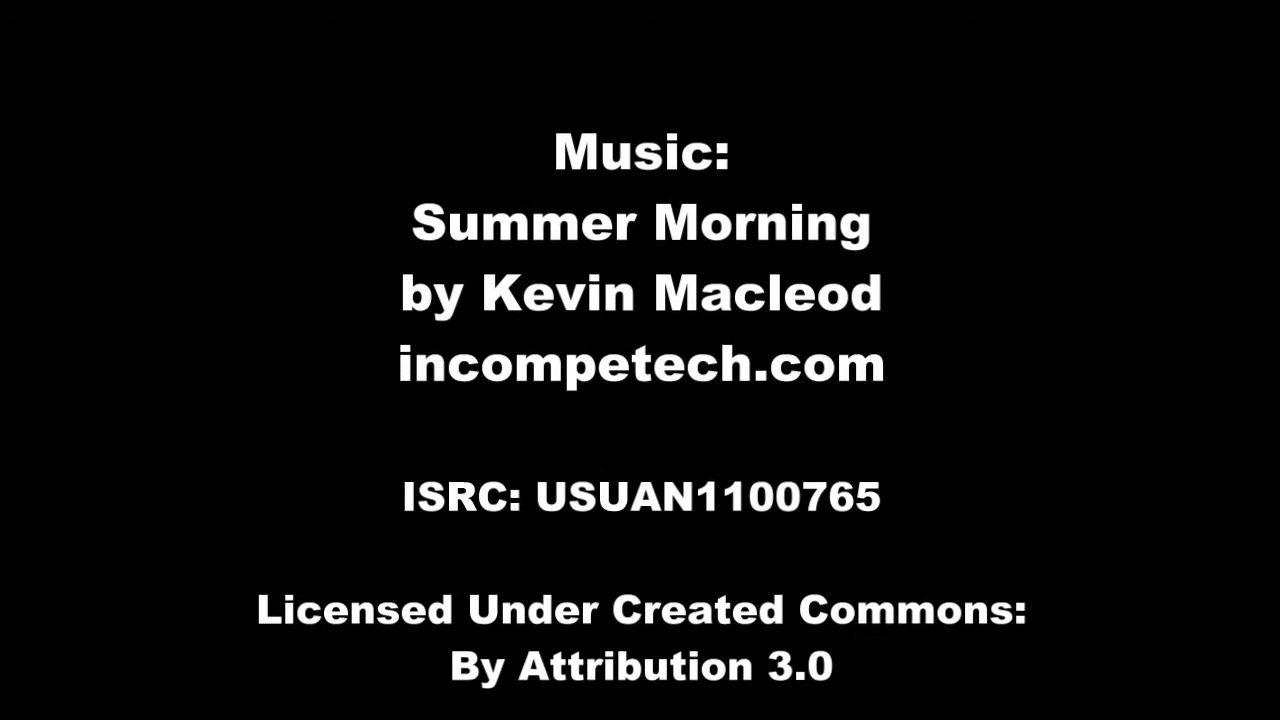 Music:
Summer Morning
by Kevin Macleod
incompetech.com
ISRC: USUAN1100765
Licensed Under Created Commons:
By Attribution 3.0